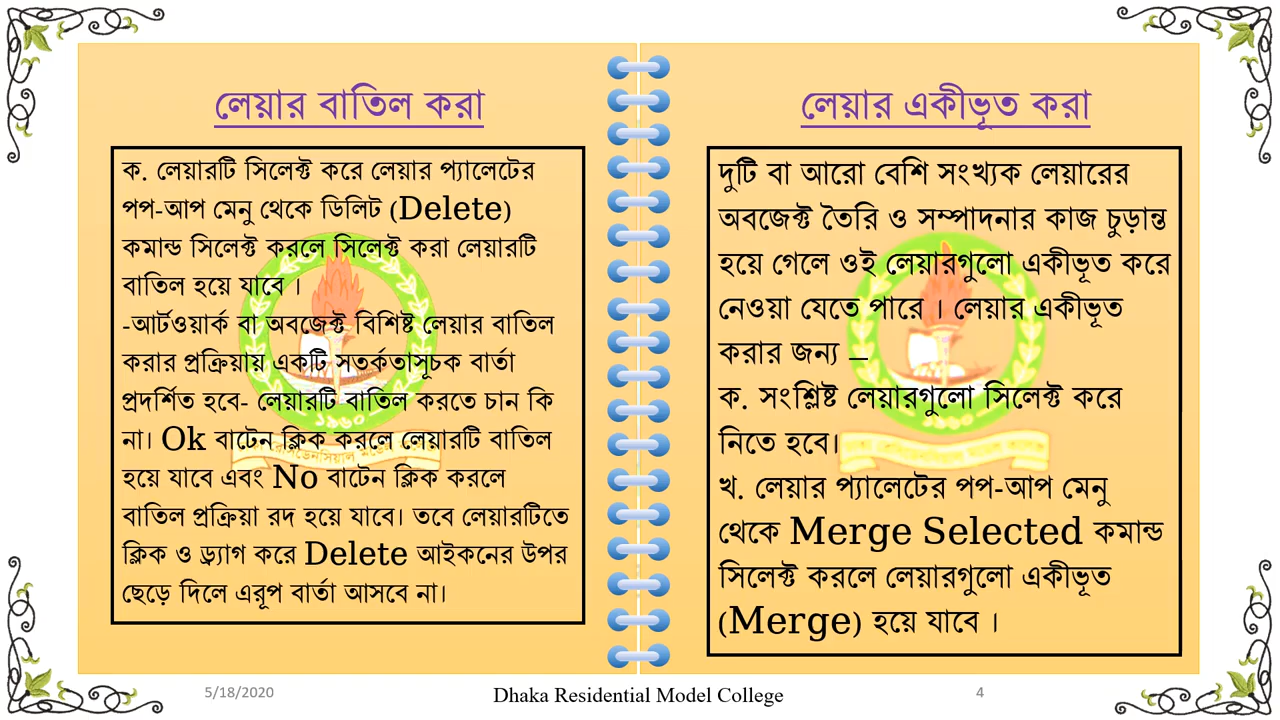 লেয়ার বাতিল করা
ক. লেয়ারটি সিলেক্ট করে লেয়ার প্যালেটের
পপ-আপ মেনু থেকে ডিলিট (Delete)
কমান্ড সিলেক্ট করলে সিলেক্ট করা লেয়ারটি
বাতিল হয়ে যাবে ।
-আর্টওয়ার্ক বা অবজেক্ট বিশিষ্ট লেয়ার বাতিল
করার প্রক্রিয়ায় একটি সতর্কতাসূচক বার্তা
প্রদর্শিত হবে- লেয়ারটি বাতিল করতে চান কি
না। Ok বাটেন ক্লিক করলে লেয়ারটি বাতিল
হয়ে যাবে এবং No বাটেন ক্লিক করলে
বাতিল প্রক্রিয়া রদ হয়ে যাবে। তবে লেয়ারটিতে
ক্লিক ও ড্র্যাগ করে Delete আইকনের উপর
ছেড়ে দিলে এরূপ বার্তা আসবে না।
লেয়ার একীভূত করা
দুটি বা আরো বেশি সংখ্যক লেয়ারের
অবজেক্ট তৈরি ও সম্পাদনার কাজ চুড়ান্ত
হয়ে গেলে ওই লেয়ারগুলো একীভূত করে
নেওয়া যেতে পারে । লেয়ার একীভূত
করার জন্য –
ক. সংশ্লিষ্ট লেয়ারগুলো সিলেক্ট করে
নিতে হবে।
খ. লেয়ার প্যালেটের পপ-আপ মেনু
থেকে Merge Selected কমান্ড
সিলেক্ট করলে লেয়ারগুলো একীভূত
(Merge) হয়ে যাবে ।
১৯৬০
5/18/2020
Dhaka Residential Model College
4